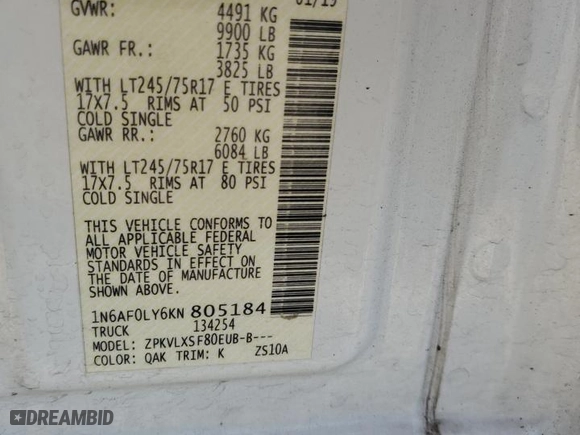 GVWR: 4491 KG
9900 LB
GAWR FR.: 1735 KG
3825 LB
WITH LT245/75R17 E TIRES
17X7.5 RIMS AT 50 PSI
COLD SINGLE
GAWR RR.: 2760 KG
6084 LB
WITH LT245/75R17 E TIRES
17X7.5 RIMS AT 80 PSI
COLD SINGLE
THIS VEHICLE CONFORMS TO
ALL APPLICABLE FEDERAL
MOTOR VEHICLE SAFETY
STANDARDS IN EFFECT ON
THE DATE OF MANUFACTURE
SHOWN ABOVE.
1N6AF0LY6KN 805184
TRUCK 134254
MODEL: ZPKVLXSF80EUB-B---
COLOR: QAK TRIM: K ZS10A
DREAMBID